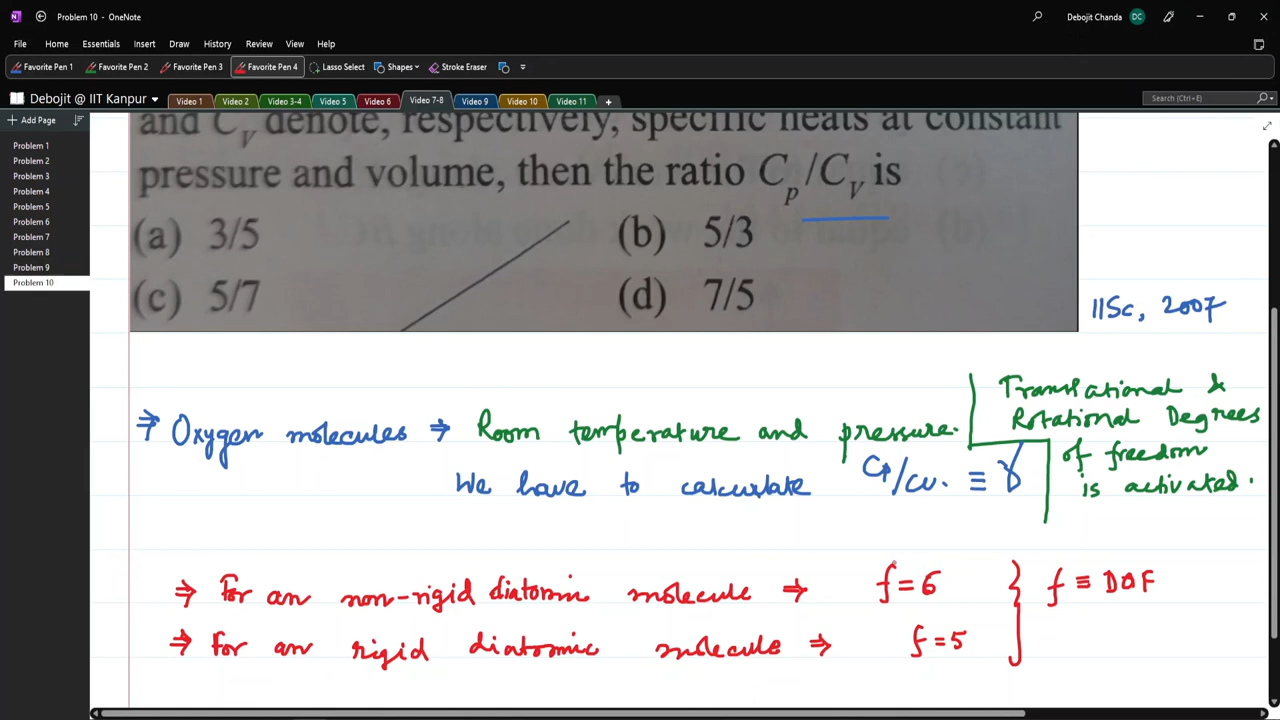 Problem 10 - OneNote
Debojit Chanda DC
File Home Essentials Insert Draw History Review View Help
Favorite Pen 1 Favorite Pen 2 Favorite Pen 3 Favorite Pen 4 Lasso Select Shapes Stroke Eraser
Debojit @ IIT Kanpur Video 1 Video 2 Video 3-4 Video 5 Video 6 Video 7-8 Video 9 Video 10 Video 11 + Search (Ctrl+E)
+ Add Page
Problem 1
Problem 2
Problem 3
Problem 4
Problem 5
Problem 6
Problem 7
Problem 8
Problem 9
Problem 10
and C_V denote, respectively, specific heats at constant
pressure and volume, then the ratio C_p/C_V is
(a) 3/5 (b) 5/3
(c) 5/7 (d) 7/5
IISc, 2007
⇒ Oxygen molecules ⇒ Room temperature and pressure.
We have to calculate Cp/Cv. ≡ γ
Translational &
Rotational Degrees
of freedom
is activated.
⇒ For an non-rigid diatomic molecule ⇒ f = 6
⇒ For an rigid diatomic molecule ⇒ f = 5
f ≡ DOF